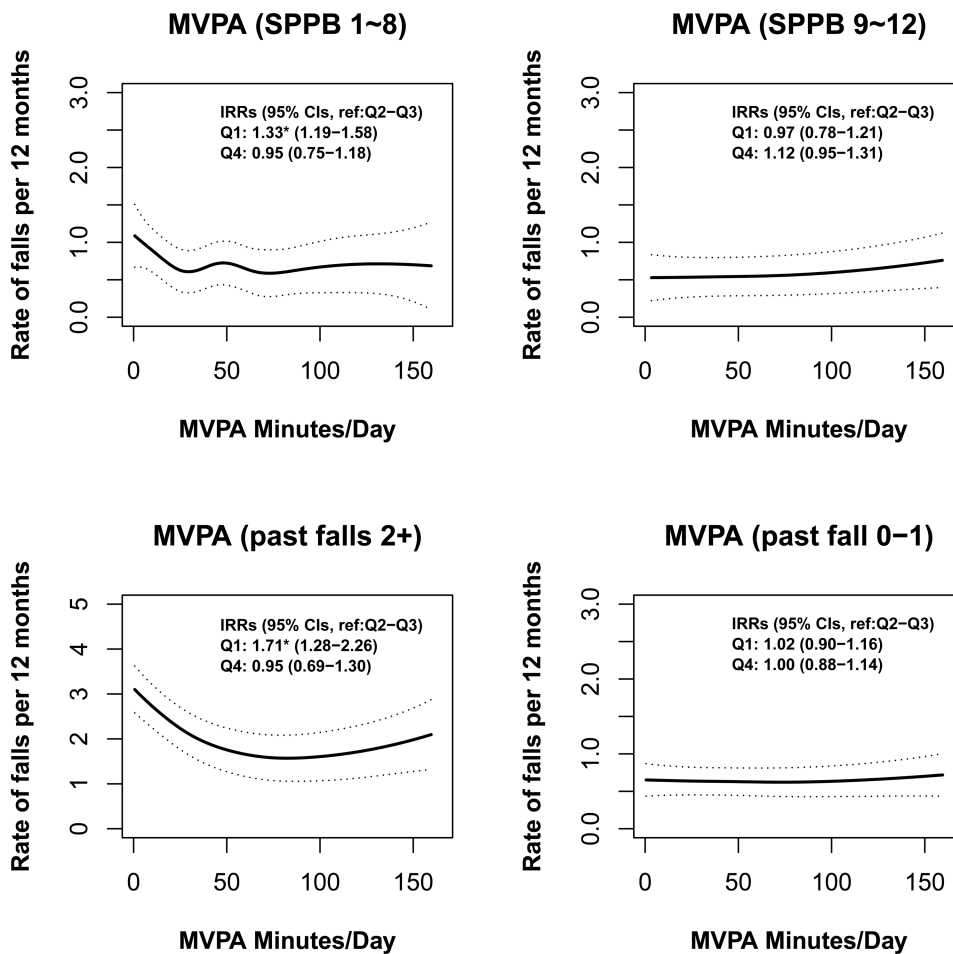 MVPA (SPPB 1~8)
Rate of falls per 12 months
3.0
2.0
1.0
0.0
IRRs (95% CIs, ref:Q2−Q3)
Q1: 1.33* (1.19−1.58)
Q4: 0.95 (0.75−1.18)
0 50 100 150
MVPA Minutes/Day
MVPA (SPPB 9~12)
Rate of falls per 12 months
3.0
2.0
1.0
0.0
IRRs (95% CIs, ref:Q2−Q3)
Q1: 0.97 (0.78−1.21)
Q4: 1.12 (0.95−1.31)
0 50 100 150
MVPA Minutes/Day
MVPA (past falls 2+)
Rate of falls per 12 months
5
4
3
2
1
0
IRRs (95% CIs, ref:Q2−Q3)
Q1: 1.71* (1.28−2.26)
Q4: 0.95 (0.69−1.30)
0 50 100 150
MVPA Minutes/Day
MVPA (past fall 0−1)
Rate of falls per 12 months
3.0
2.0
1.0
0.0
IRRs (95% CIs, ref:Q2−Q3)
Q1: 1.02 (0.90−1.16)
Q4: 1.00 (0.88−1.14)
0 50 100 150
MVPA Minutes/Day